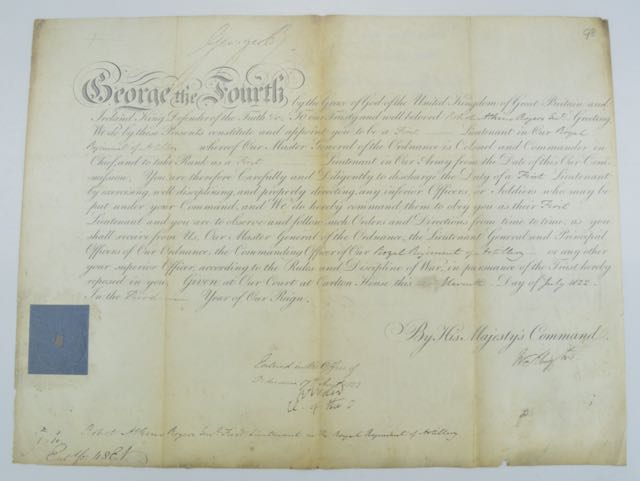 98
George R
George the Fourth by the Grace of God of the United Kingdom of Great Britain and
Ireland King Defender of the Faith &c. To Our Trusty and well beloved Robert Athens Rogers Gent. Greeting
We do by these Presents constitute and appoint you to be a First Lieutenant in Our Royal
Regiment of Artillery whereof Our Master General of the Ordnance is Colonel and Commander in
Chief, and to take Rank as a First Lieutenant in Our Army from the Date of this Our Com-
mission. You are therefore Carefully and Diligently to discharge the Duty of a First Lieutenant
by exercising, well disciplining, and properly directing, any inferior Officers or Soldiers who may be
put under your Command, and We do hereby command them to obey you as their First
Lieutenant and you are to observe and follow such Orders and Directions from time to time, as you
shall receive from Us, Our Master General of the Ordnance, the Lieutenant General and Principal
Officers of Our Ordnance, the Commanding Officer of Our Royal Regiment of Artillery or any other
your superior Officer, according to the Rules and Discipline of War, in pursuance of the Trust hereby
reposed in you. Given at Our Court at Carlton House this Eleventh Day of July 1822
In the Third Year of Our Reign.
By His Majesty's Command.
Entered in the Office of
Ordnance
Robert Rogers Gent. First Lieutenant in the Royal Regiment of Artillery